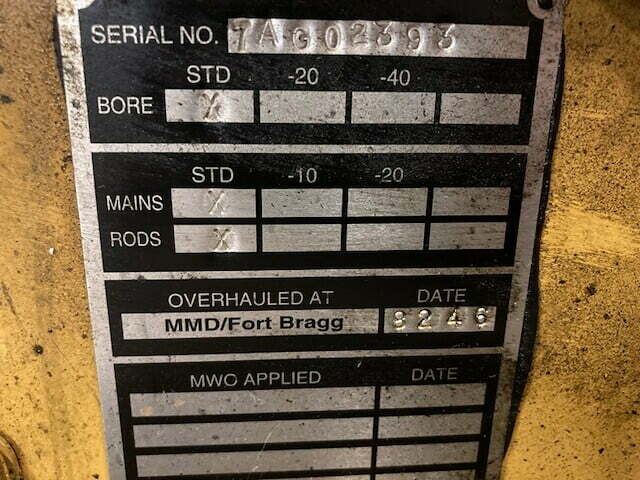 SERIAL NO. 7AG02393
STD -20 -40
BORE X
STD -10 -20
MAINS X
RODS X
OVERHAULED AT DATE
MMD/Fort Bragg 8246
MWO APPLIED DATE